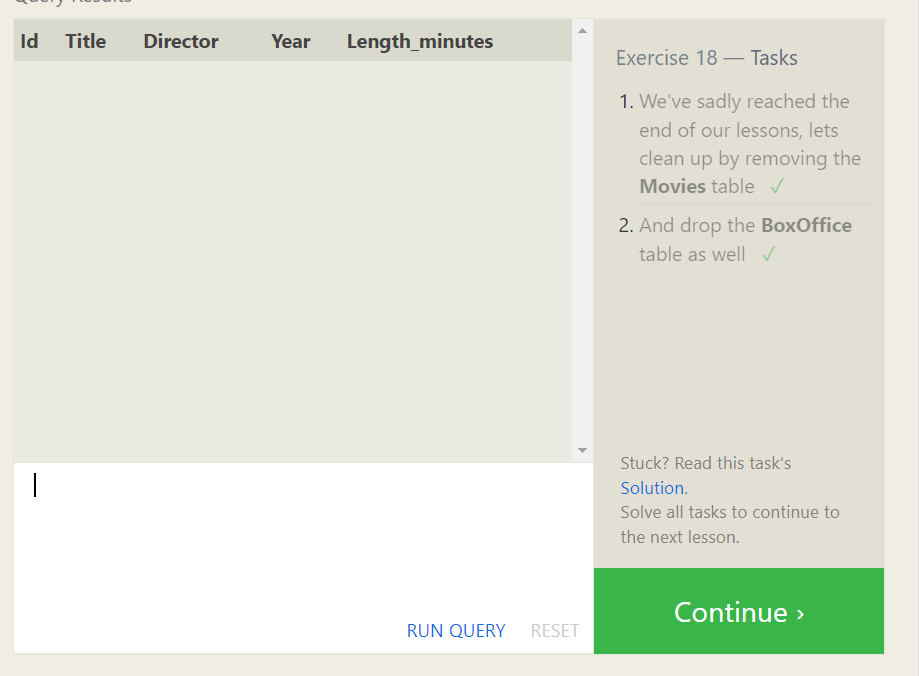 Query Results
Id Title Director Year Length_minutes
Exercise 18 — Tasks
1. We've sadly reached the
end of our lessons, lets
clean up by removing the
Movies table ✓
2. And drop the BoxOffice
table as well ✓
Stuck? Read this task's
Solution.
Solve all tasks to continue to
the next lesson.
RUN QUERY RESET
Continue ›